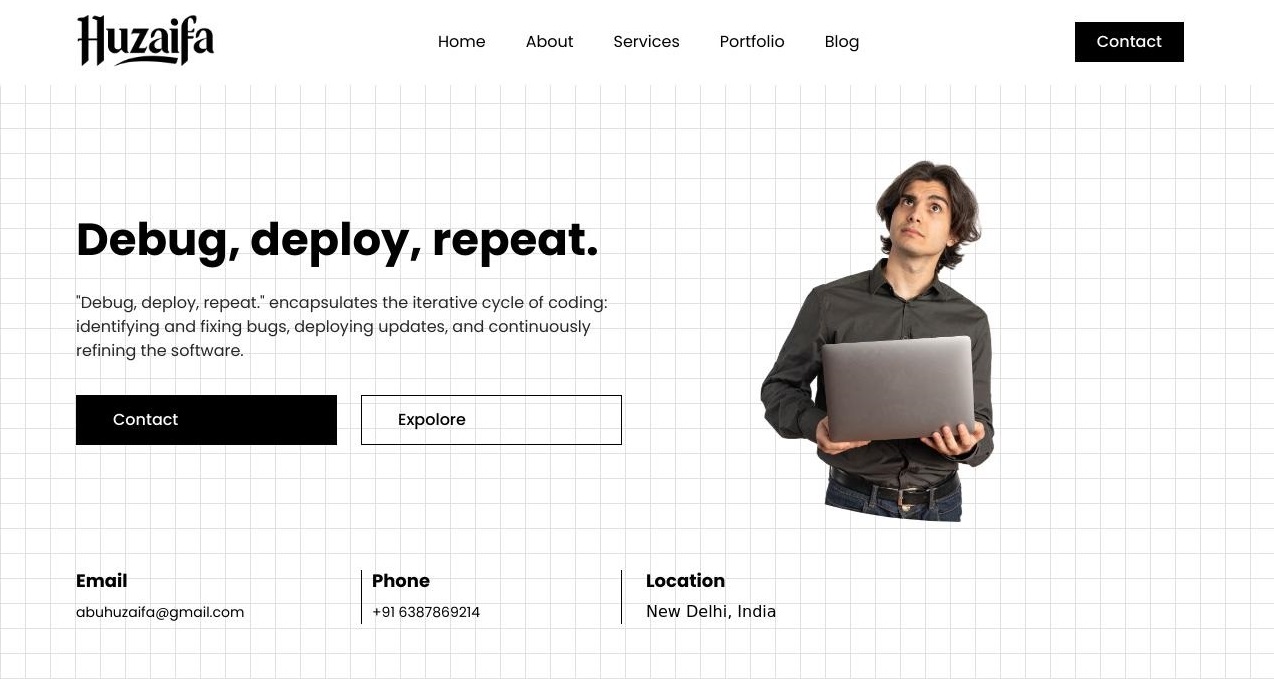 Huzaifa
Home About Services Portfolio Blog
Contact
Debug, deploy, repeat.
"Debug, deploy, repeat." encapsulates the iterative cycle of coding:
identifying and fixing bugs, deploying updates, and continuously
refining the software.
Contact
Expolore
Email
abuhuzaifa@gmail.com
Phone
+91 6387869214
Location
New Delhi, India